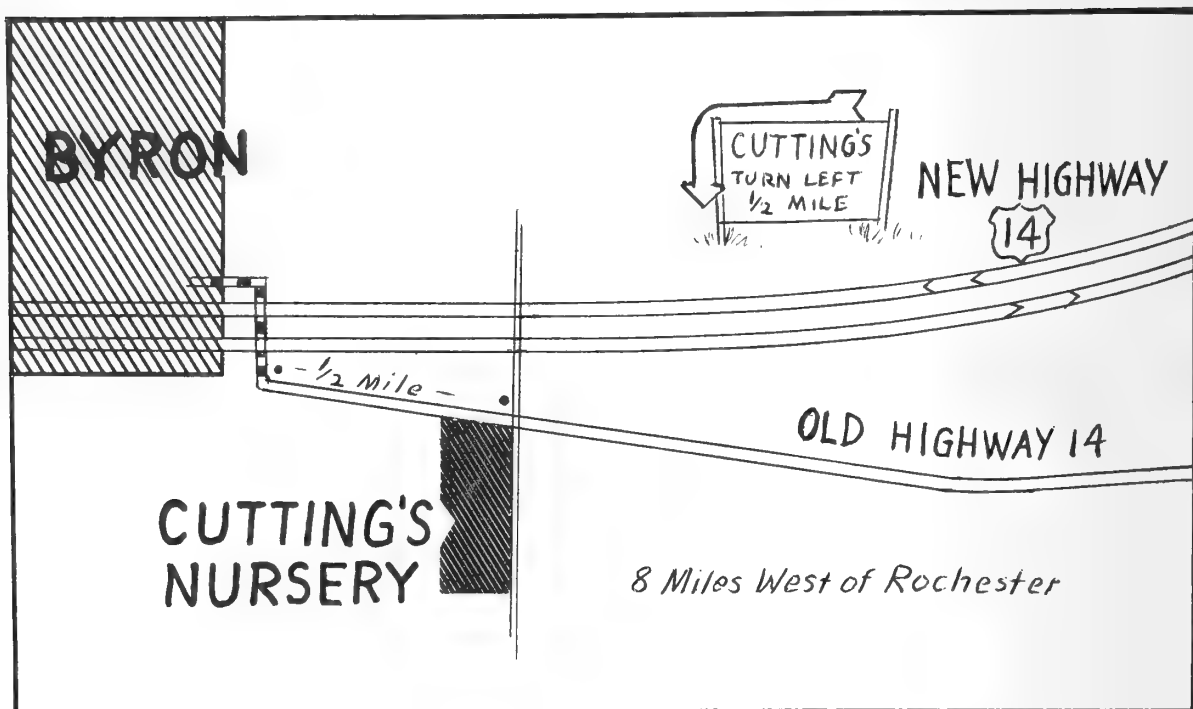 BYRON
CUTTING'S
TURN LEFT
1/2 MILE
NEW HIGHWAY
14
- 1/2 Mile -
OLD HIGHWAY 14
CUTTING'S
NURSERY
8 Miles West of Rochester